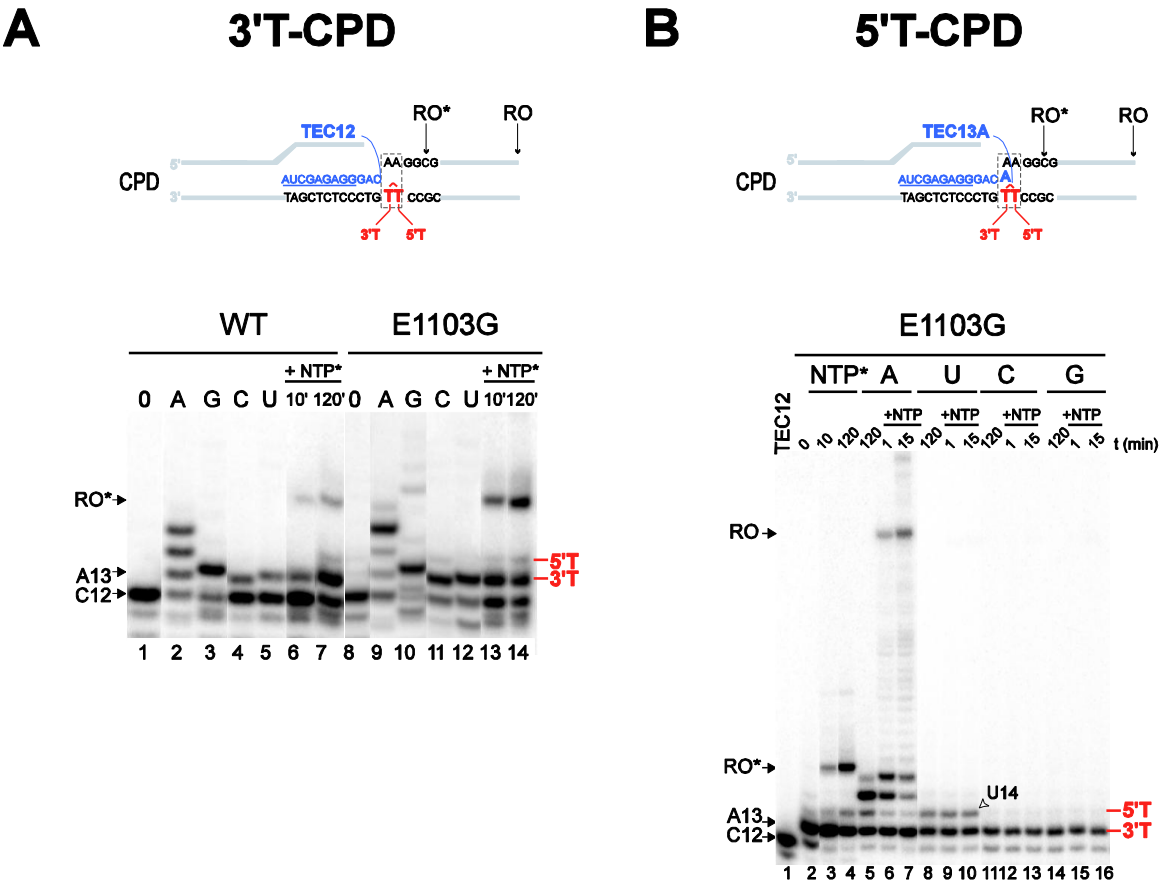 A 3'T-CPD
RO* RO
TEC12
5' AA GGCG
CPD AUCGAGAGGGAC
3' TAGCTCTCCCTG TT CCGC
3'T 5'T
WT E1103G
+ NTP* + NTP*
0 A G C U 10' 120' 0 A G C U 10' 120'
RO*
5'T
A13 3'T
C12
1 2 3 4 5 6 7 8 9 10 11 12 13 14
B 5'T-CPD
RO* RO
TEC13A
5' AA GGCG
CPD AUCGAGAGGGAC A
3' TAGCTCTCCCTG TT CCGC
3'T 5'T
E1103G
NTP* A U C G
TEC12 +NTP +NTP +NTP +NTP
0 10 120 120 1 15 120 1 15 120 1 15 120 1 15 t (min)
RO
RO*
U14
A13 5'T
C12 3'T
1 2 3 4 5 6 7 8 9 10 11 12 13 14 15 16